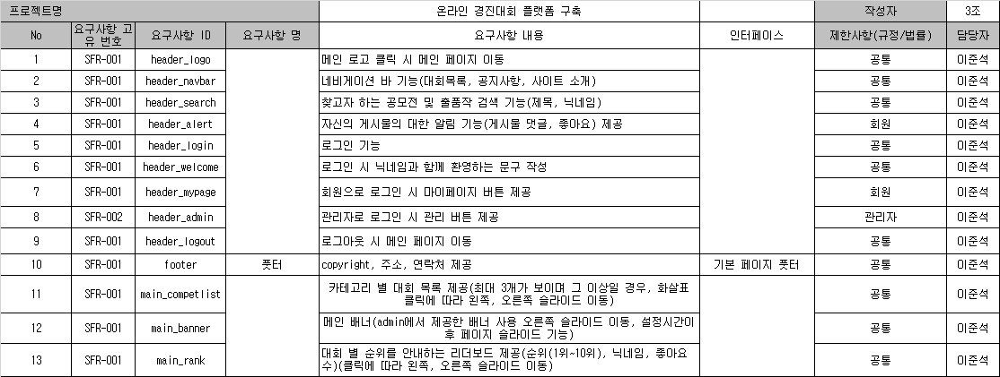 프로젝트명 온라인 경진대회 플랫폼 구축 작성자 3조
No 요구사항 고유 번호 요구사항 ID 요구사항 명 요구사항 내용 인터페이스 제한사항(규정/법률) 담당자
1 SFR-001 header_logo 메인 로고 클릭 시 메인 페이지 이동 공통 이준석
2 SFR-001 header_navbar 네비게이션 바 기능(대회목록, 공지사항, 사이트 소개) 공통 이준석
3 SFR-001 header_search 찾고자 하는 공모전 및 출품작 검색 기능(제목, 닉네임) 공통 이준석
4 SFR-001 header_alert 자신의 게시물의 대한 알림 기능(게시물 댓글, 좋아요) 제공 회원 이준석
5 SFR-001 header_login 로그인 기능 공통 이준석
6 SFR-001 header_welcome 로그인 시 닉네임과 함께 환영하는 문구 작성 공통 이준석
7 SFR-001 header_mypage 회원으로 로그인 시 마이페이지 버튼 제공 회원 이준석
8 SFR-002 header_admin 관리자로 로그인 시 관리 버튼 제공 관리자 이준석
9 SFR-001 header_logout 로그아웃 시 메인 페이지 이동 공통 이준석
10 SFR-001 footer 풋터 copyright, 주소, 연락처 제공 기본 페이지 풋터 공통 이준석
11 SFR-001 main_competlist 카테고리 별 대회 목록 제공(최대 3개가 보이며 그 이상일 경우, 화살표
클릭에 따라 왼쪽, 오른쪽 슬라이드 이동) 공통 이준석
12 SFR-001 main_banner 메인 배너(admin에서 제공한 배너 사용 오른쪽 슬라이드 이동, 설정시간이
후 페이지 슬라이드 기능) 공통 이준석
13 SFR-001 main_rank 대회 별 순위를 안내하는 리더보드 제공(순위(1위~10위), 닉네임, 좋아요
수)(클릭에 따라 왼쪽, 오른쪽 슬라이드 이동) 공통 이준석